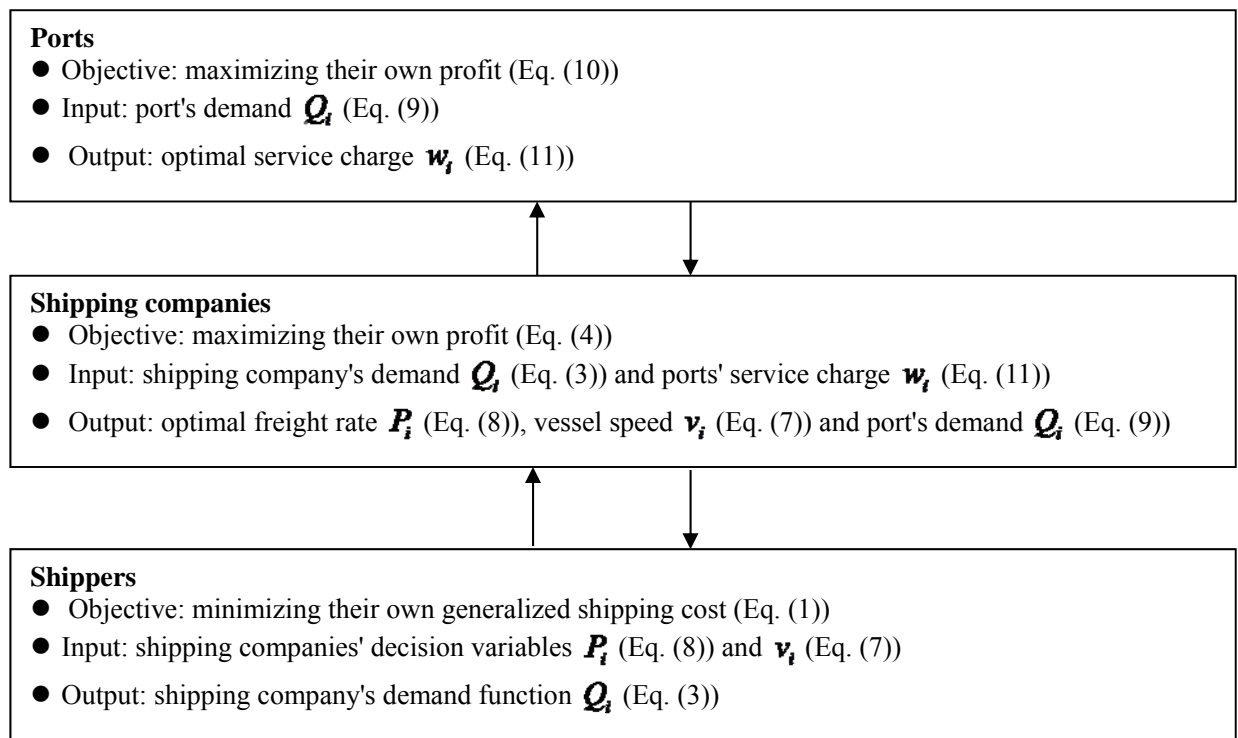 Ports
● Objective: maximizing their own profit (Eq. (10))
● Input: port's demand Qᵢ (Eq. (9))
● Output: optimal service charge wᵢ (Eq. (11))
Shipping companies
● Objective: maximizing their own profit (Eq. (4))
● Input: shipping company's demand Qᵢ (Eq. (3)) and ports' service charge wᵢ (Eq. (11))
● Output: optimal freight rate Pᵢ (Eq. (8)), vessel speed vᵢ (Eq. (7)) and port's demand Qᵢ (Eq. (9))
Shippers
● Objective: minimizing their own generalized shipping cost (Eq. (1))
● Input: shipping companies' decision variables Pᵢ (Eq. (8)) and vᵢ (Eq. (7))
● Output: shipping company's demand function Qᵢ (Eq. (3))